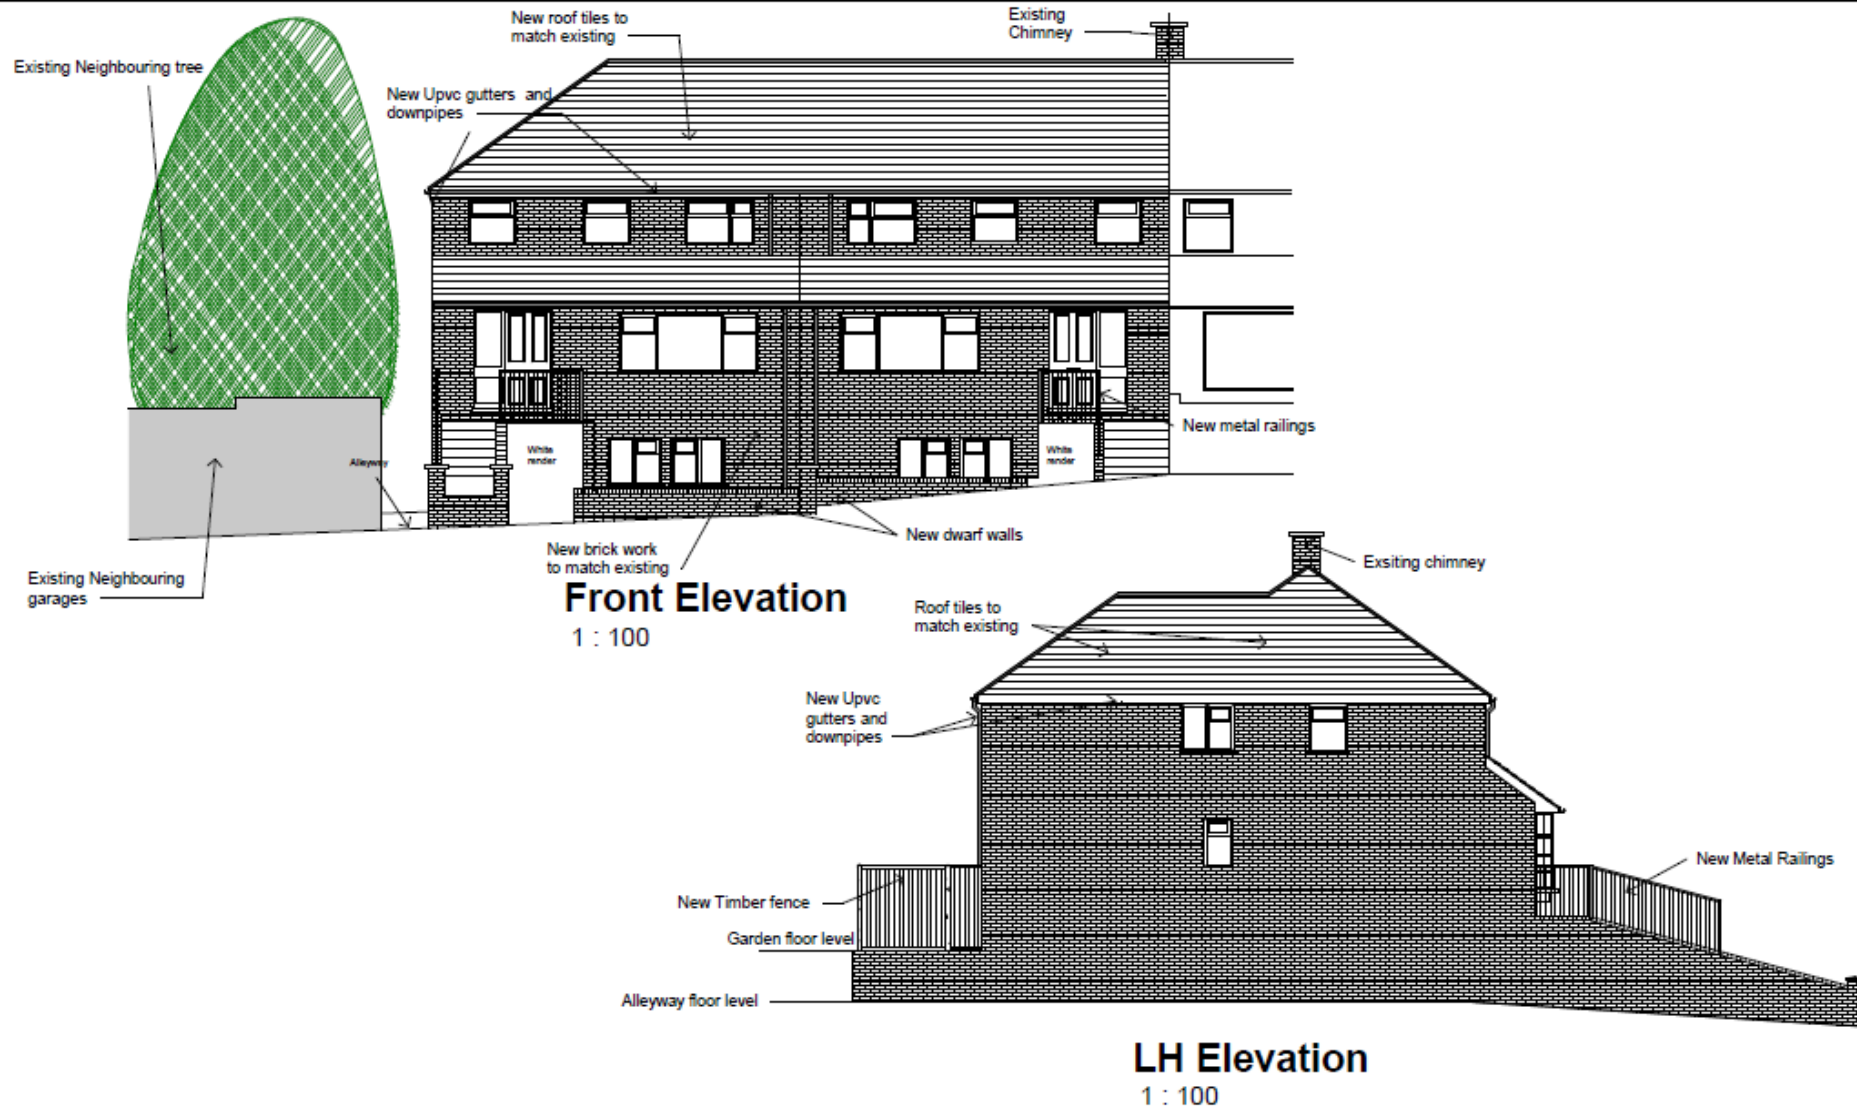 New roof tiles to
match existing
Existing
Chimney
Existing Neighbouring tree
New Upvc gutters and
downpipes
New metal railings
White
render
White
render
Alleyway
New dwarf walls
New brick work
to match existing
Existing Neighbouring
garages
Front Elevation
1 : 100
Exsiting chimney
Roof tiles to
match existing
New Upvc
gutters and
downpipes
New Metal Railings
New Timber fence
Garden floor level
Alleyway floor level
LH Elevation
1 : 100